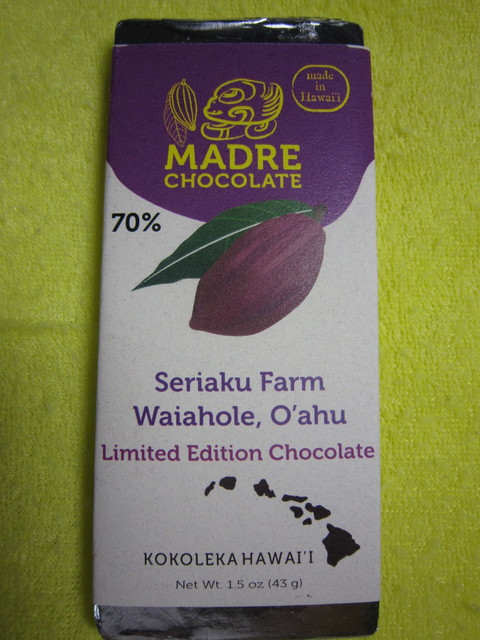 made
in
Hawai'i
MADRE
CHOCOLATE
70%
Seriaku Farm
Waiahole, O'ahu
Limited Edition Chocolate
KOKOLEKA HAWAI'I
Net Wt. 1.5 oz (43 g)